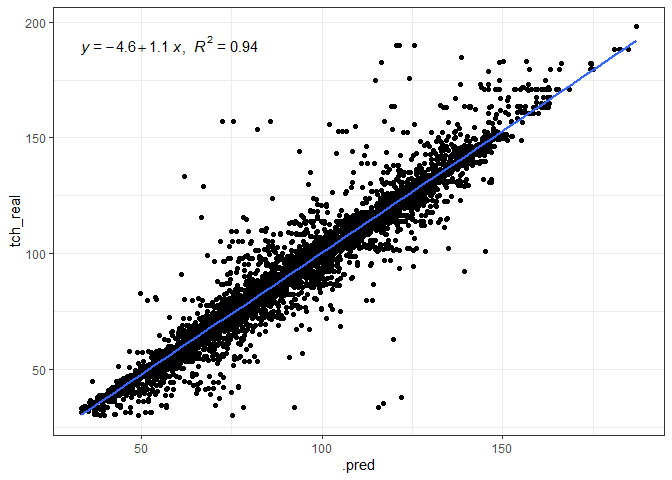 200
150
100
50
y = −4.6 + 1.1 x, R² = 0.94
tch_real
50
100
150
.pred